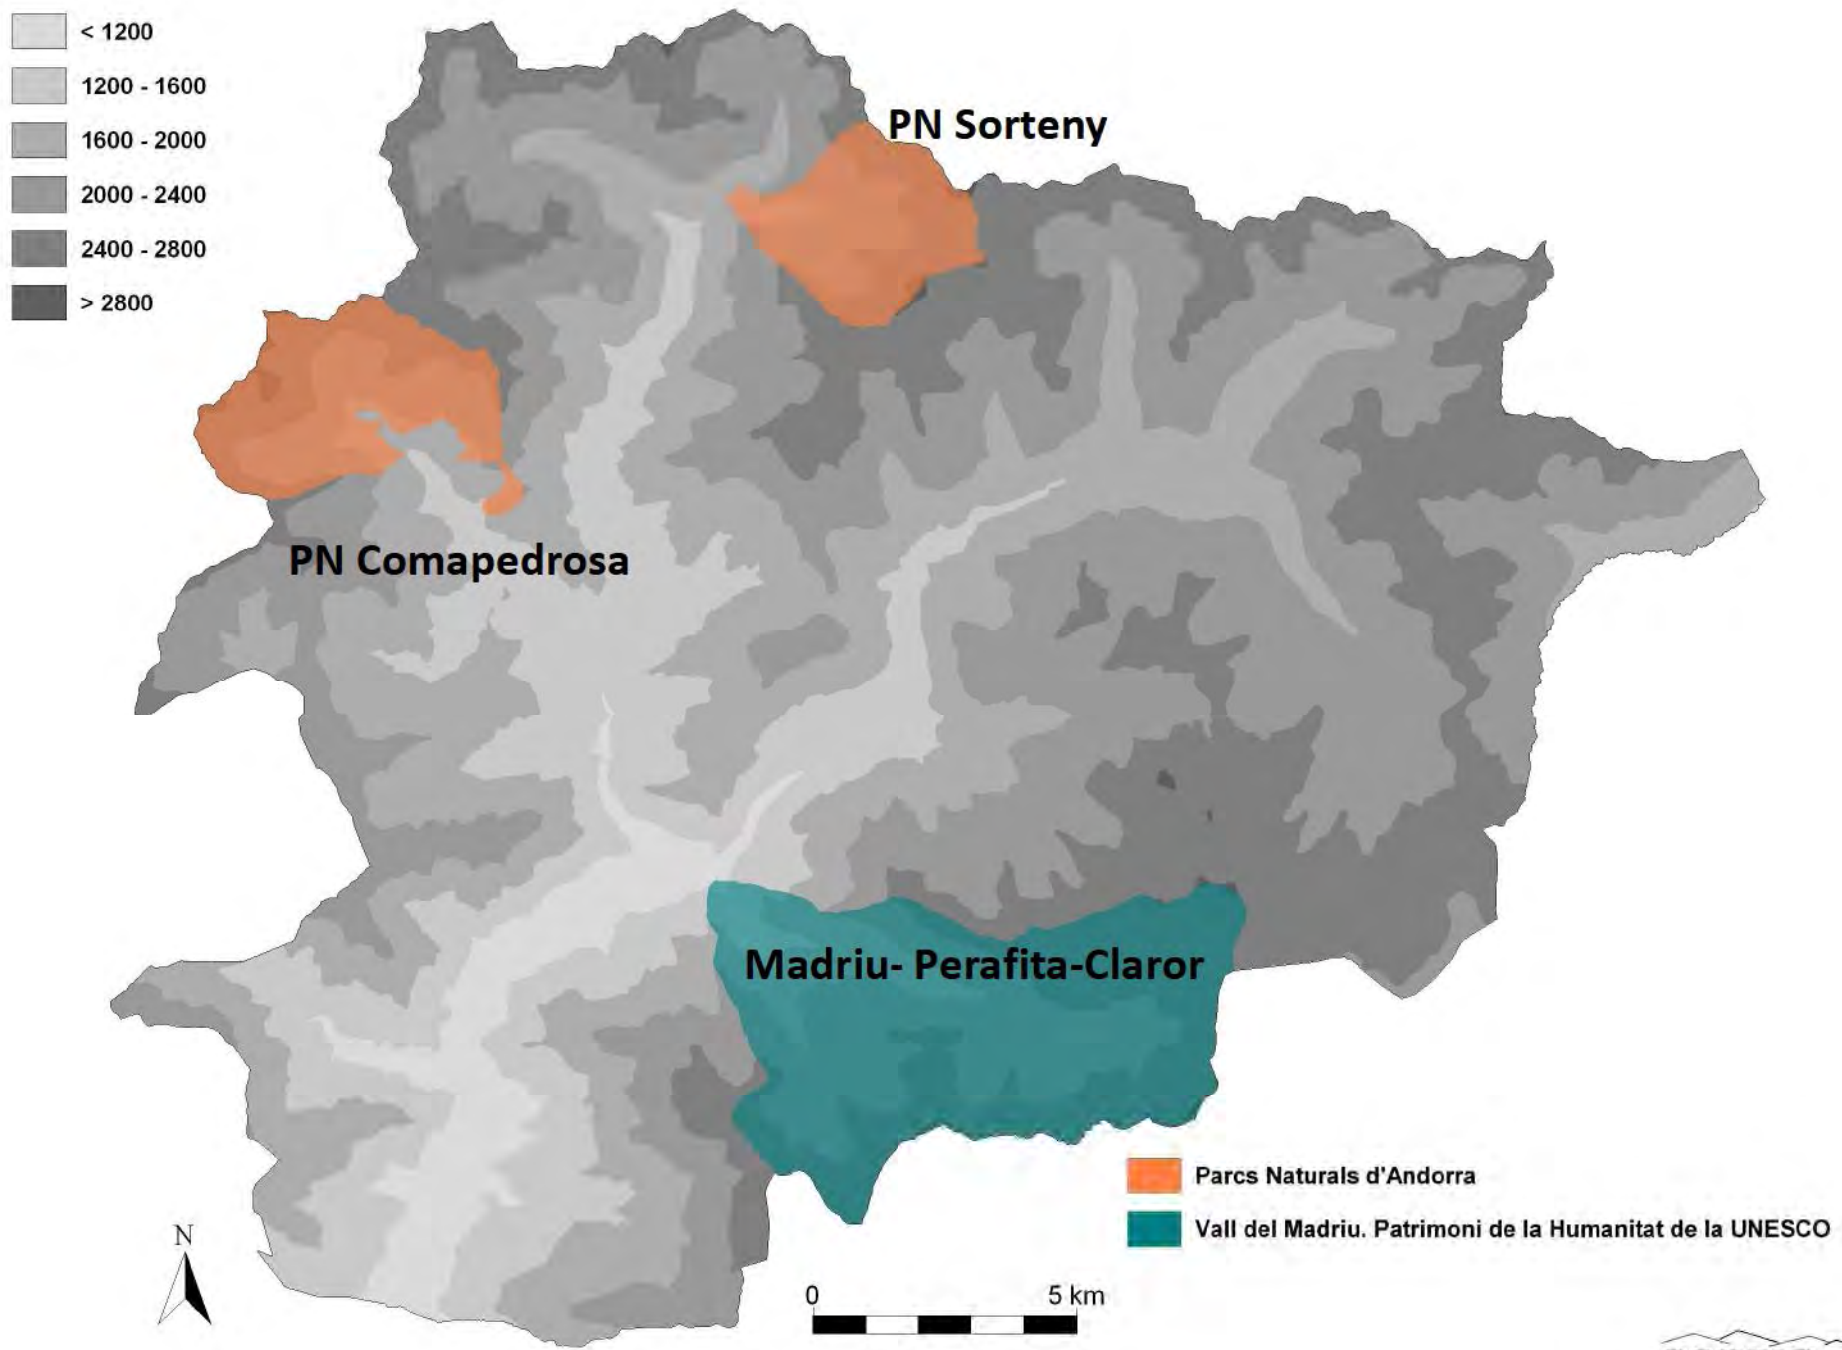 < 1200
1200 - 1600
1600 - 2000
2000 - 2400
2400 - 2800
> 2800
PN Sorteny
PN Comapedrosa
Madriu- Perafita-Claror
Parcs Naturals d'Andorra
Vall del Madriu. Patrimoni de la Humanitat de la UNESCO
N
0 5 km